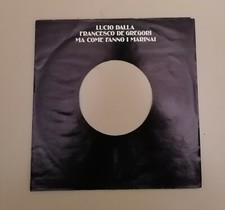 LUCIO DALLA
FRANCESCO DE GREGORI
MA COME FANNO I MARINAI